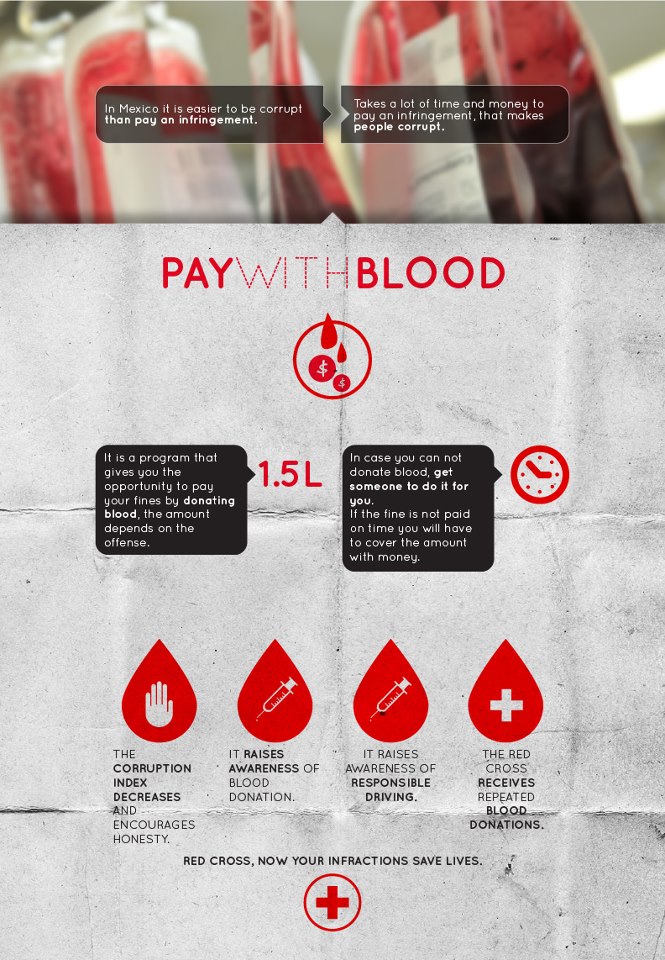 In Mexico it is easier to be corrupt
than pay an infringement.
Takes a lot of time and money to
pay an infringement, that makes
people corrupt.
PAYWITHBLOOD
$
$
It is a program that
gives you the
opportunity to pay
your fines by donating
blood, the amount
depends on the
offense.
1.5L
In case you can not
donate blood, get
someone to do it for
you.
If the fine is not paid
on time you will have
to cover the amount
with money.
THE
CORRUPTION
INDEX
DECREASES
AND
ENCOURAGES
HONESTY.
IT RAISES
AWARENESS OF
BLOOD
DONATION.
IT RAISES
AWARENESS OF
RESPONSIBLE
DRIVING.
THE RED
CROSS
RECEIVES
REPEATED
BLOOD
DONATIONS.
RED CROSS, NOW YOUR INFRACTIONS SAVE LIVES.